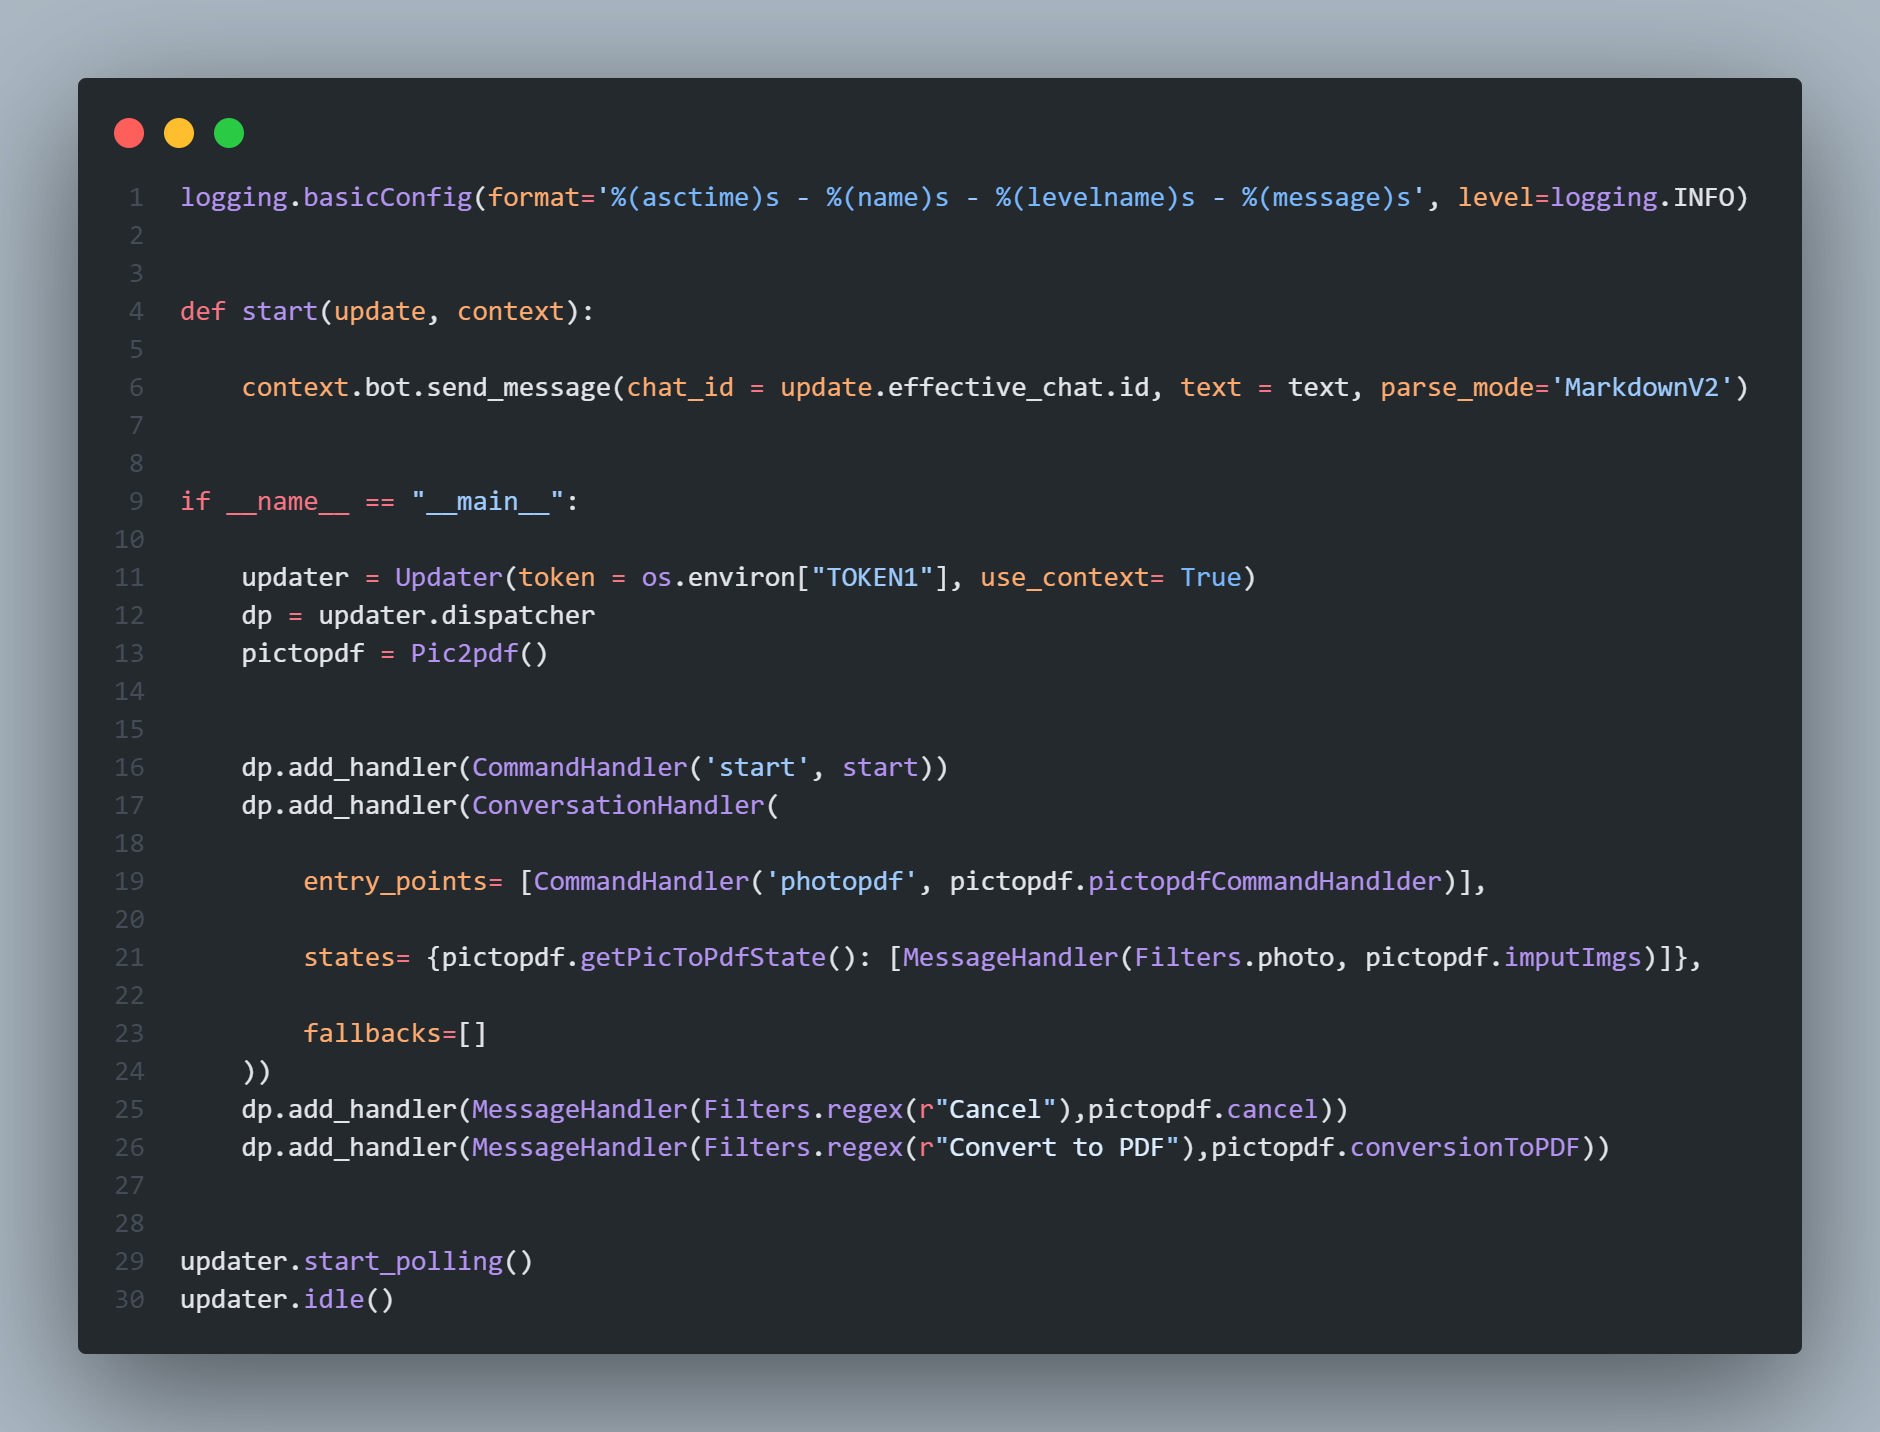 1 logging.basicConfig(format='%(asctime)s - %(name)s - %(levelname)s - %(message)s', level=logging.INFO)
2
3
4 def start(update, context):
5
6     context.bot.send_message(chat_id = update.effective_chat.id, text = text, parse_mode='MarkdownV2')
7
8
9 if __name__ == "__main__":
10
11     updater = Updater(token = os.environ["TOKEN1"], use_context= True)
12     dp = updater.dispatcher
13     pictopdf = Pic2pdf()
14
15
16     dp.add_handler(CommandHandler('start', start))
17     dp.add_handler(ConversationHandler(
18
19         entry_points= [CommandHandler('photopdf', pictopdf.pictopdfCommandHandlder)],
20
21         states= {pictopdf.getPicToPdfState(): [MessageHandler(Filters.photo, pictopdf.imputImgs)]},
22
23         fallbacks=[]
24     ))
25     dp.add_handler(MessageHandler(Filters.regex(r"Cancel"),pictopdf.cancel))
26     dp.add_handler(MessageHandler(Filters.regex(r"Convert to PDF"),pictopdf.conversionToPDF))
27
28
29 updater.start_polling()
30 updater.idle()